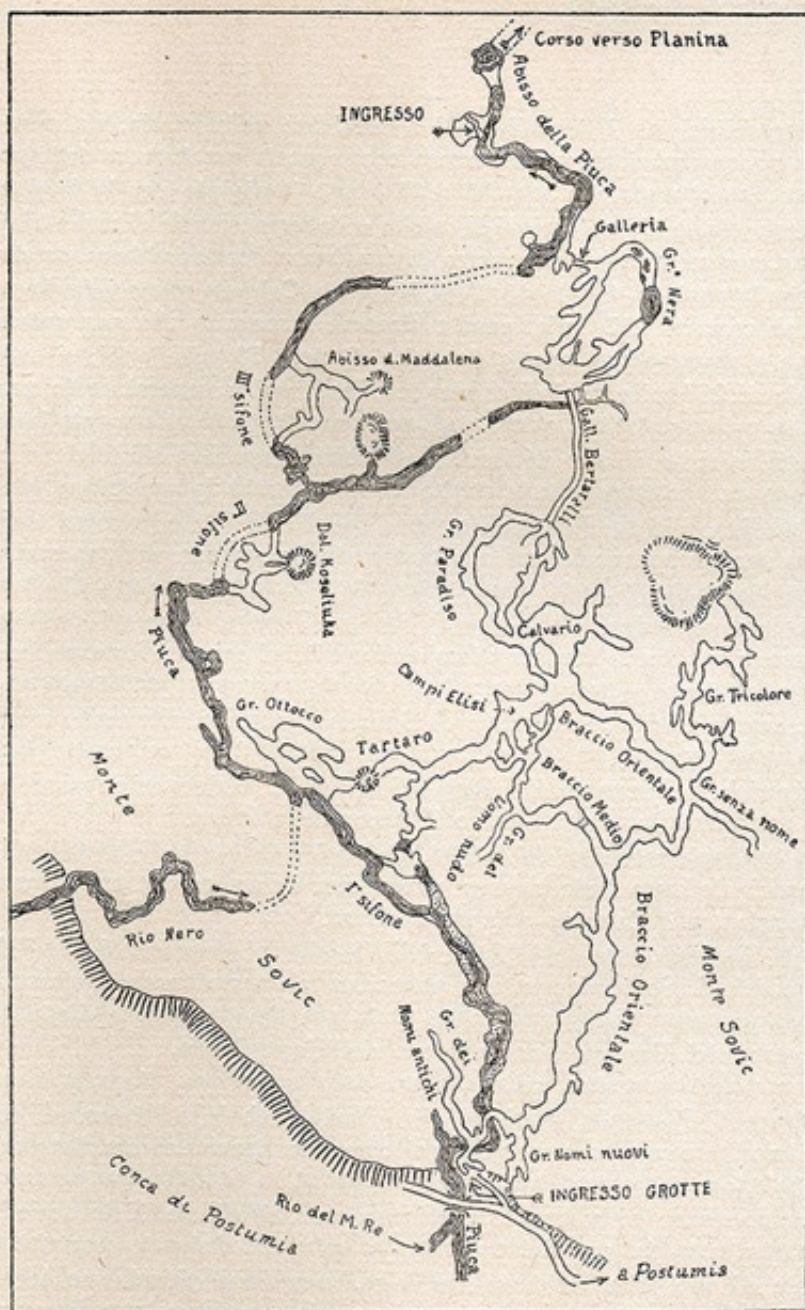 Corso verso Planina
Abisso della Piuca
INGRESSO
Galleria
Gr.ª Nera
Abisso d. Maddalena
III° sifone
Gall. Bertarelli
II° sifone
Dol. Koseliuka
Gr. Paradiso
Piuca
Calvario
Campi Elisi
Gr. Tricolore
Gr. Ottocco
Tartaro
Braccio Orientale
Braccio Medio
Gr. senza nome
Monte
Gr. del
Uomo nudo
I° sifone
Rio Nero
Sovic
Braccio Orientale
Monte Sovic
Gr. dei
Nomi antichi
Gr. Nomi nuovi
INGRESSO GROTTE
Conca di Postumia
Rio del M. Re
Piuca
a Postumia